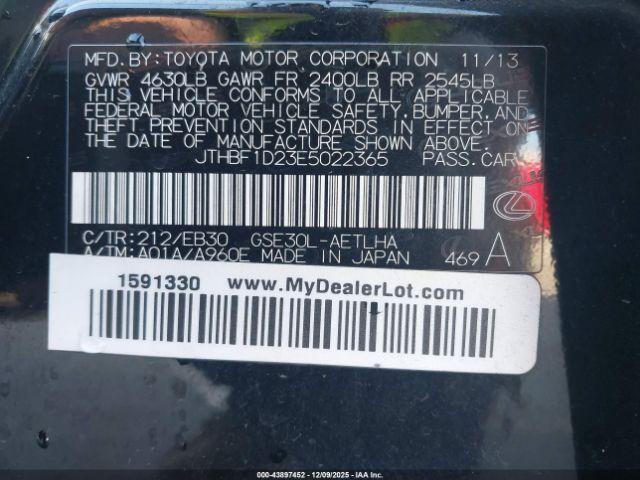 MFD.BY:TOYOTA MOTOR CORPORATION 11/13
GVWR 4630LB GAWR FR 2400LB RR 2545LB
THIS VEHICLE CONFORMS TO ALL APPLICABLE
FEDERAL MOTOR VEHICLE SAFETY, BUMPER, AND
THEFT PREVENTION STANDARDS IN EFFECT ON
THE DATE OF MANUFACTURE SHOWN ABOVE.
JTHBF1D23E5022365 PASS.CAR
C/TR:212/EB30 GSE30L-AETLHA
A/TM:A01A/A960E MADE IN JAPAN 469 A
1591330 www.MyDealerLot.com
000-43897452 - 12/09/2025 - IAA Inc.